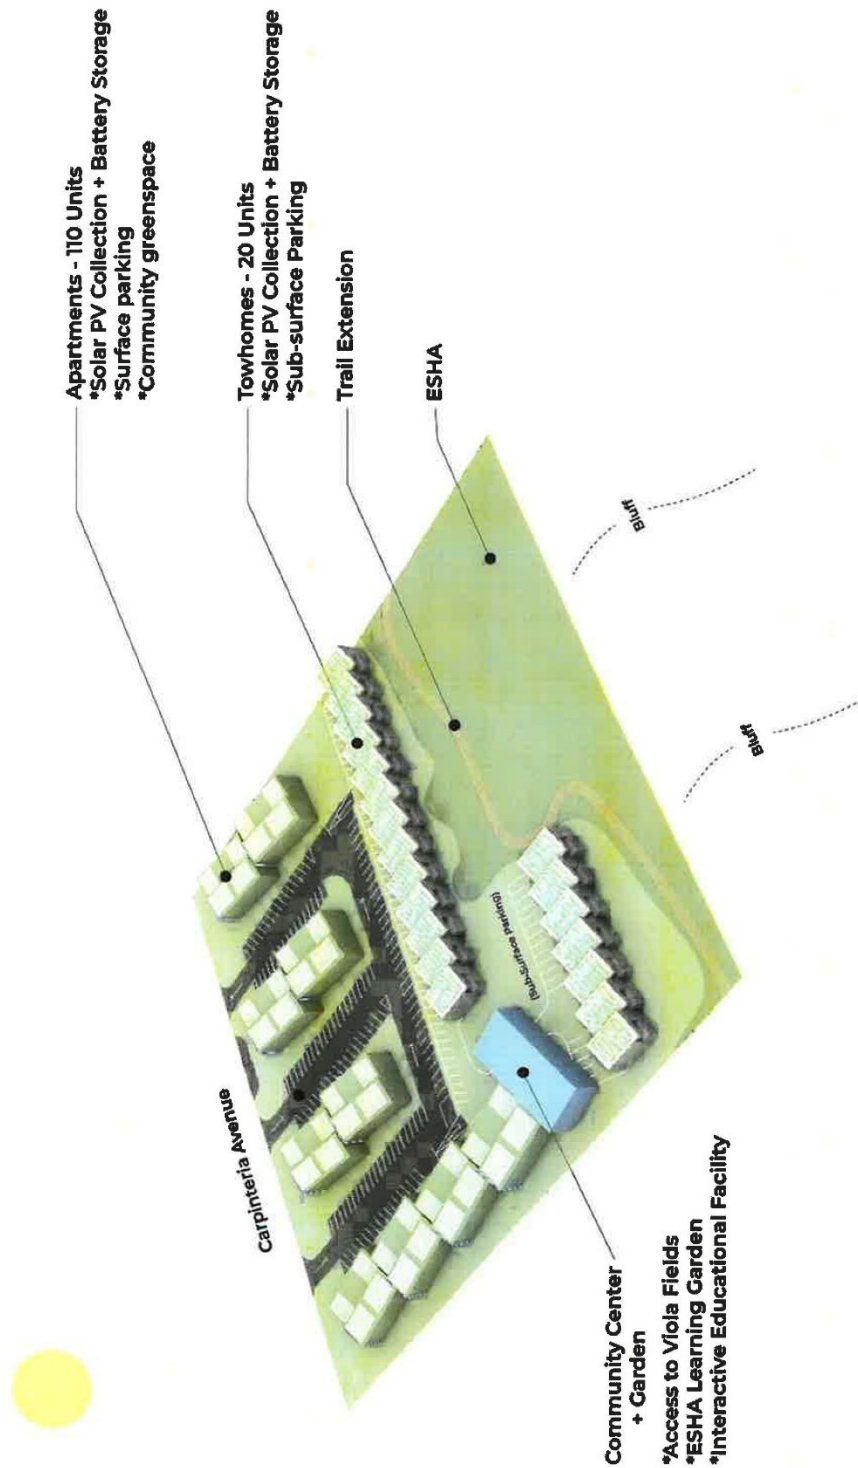 Apartments - 110 Units
*Solar PV Collection + Battery Storage
*Surface parking
*Community greenspace
Towhomes - 20 Units
*Solar PV Collection + Battery Storage
*Sub-surface Parking
Trail Extension
ESHA
Carpinteria Avenue
(Sub-Surface Parking)
Bluff
Bluff
Community Center
+ Garden
*Access to Viola Fields
*ESHA Learning Garden
*Interactive Educational Facility